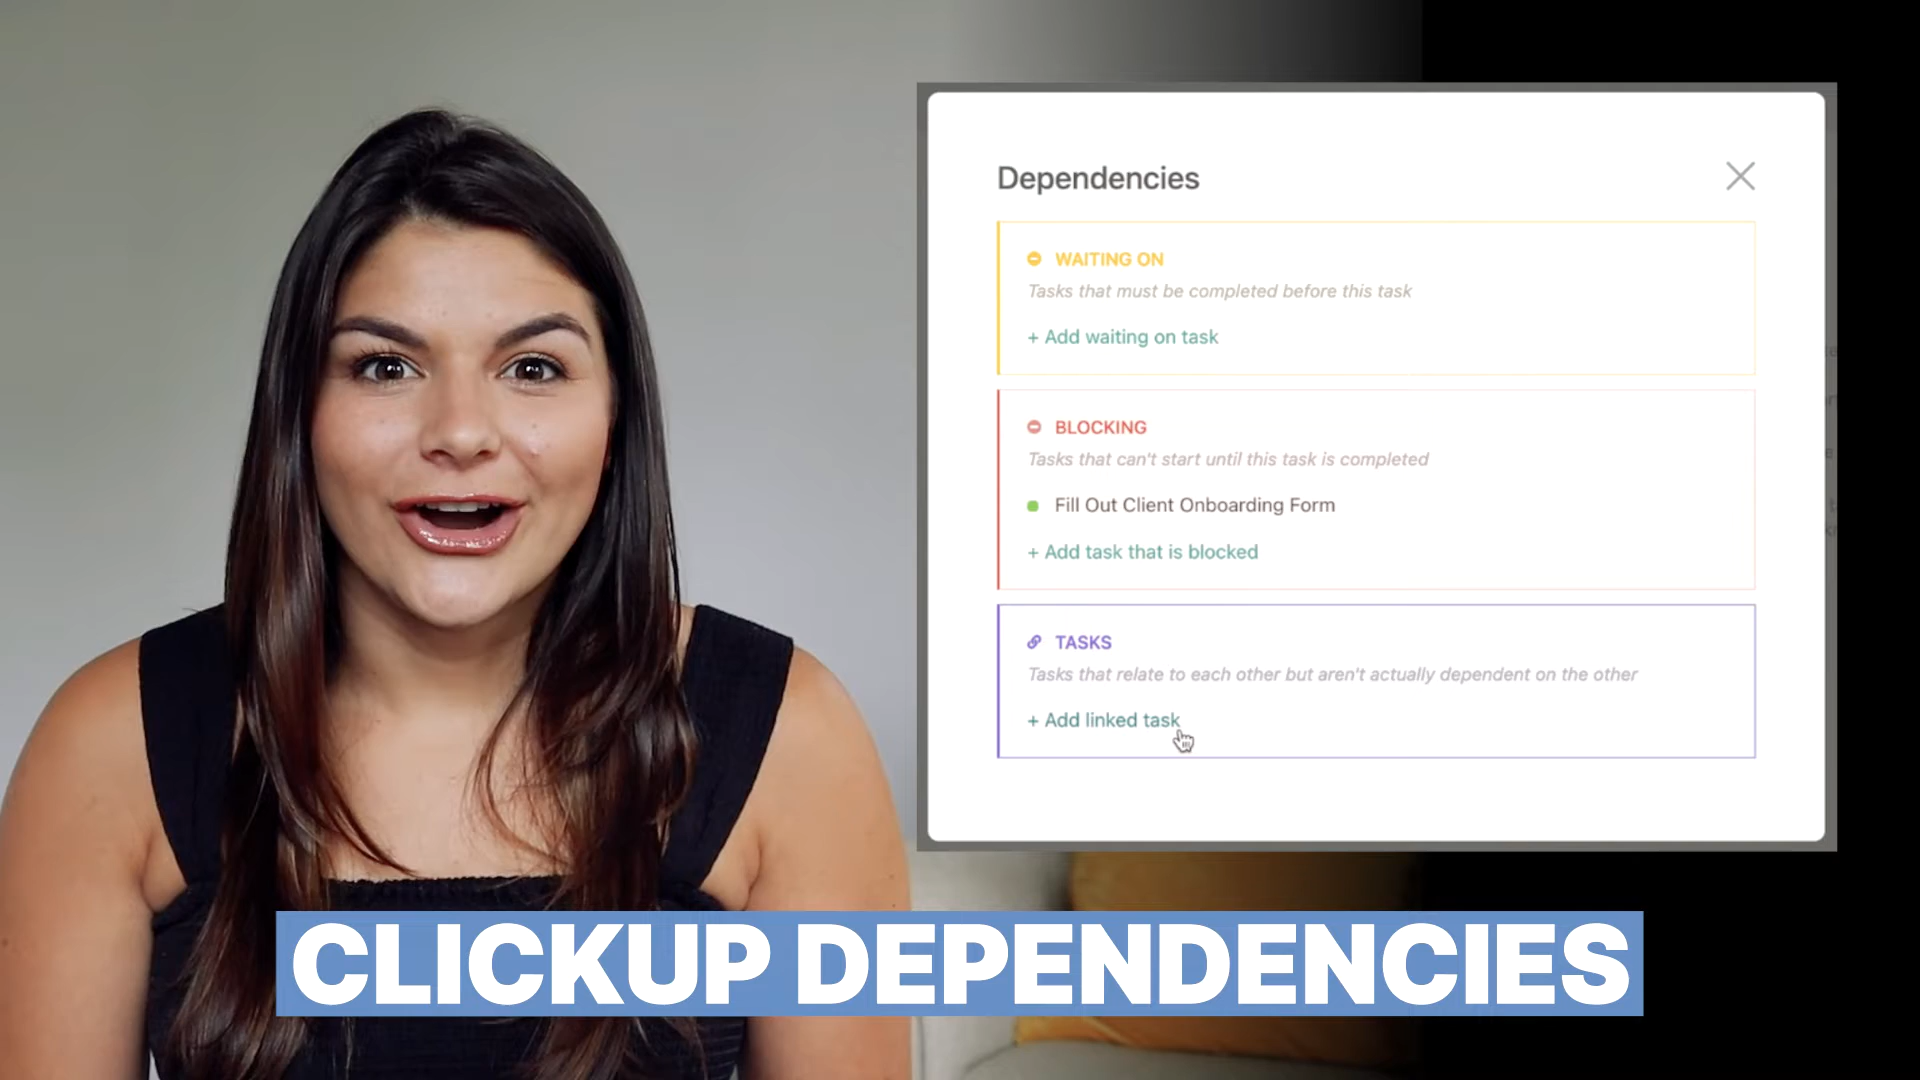 Dependencies
WAITING ON
Tasks that must be completed before this task
+ Add waiting on task
BLOCKING
Tasks that can't start until this task is completed
Fill Out Client Onboarding Form
+ Add task that is blocked
TASKS
Tasks that relate to each other but aren't actually dependent on the other
+ Add linked task
CLICKUP DEPENDENCIES